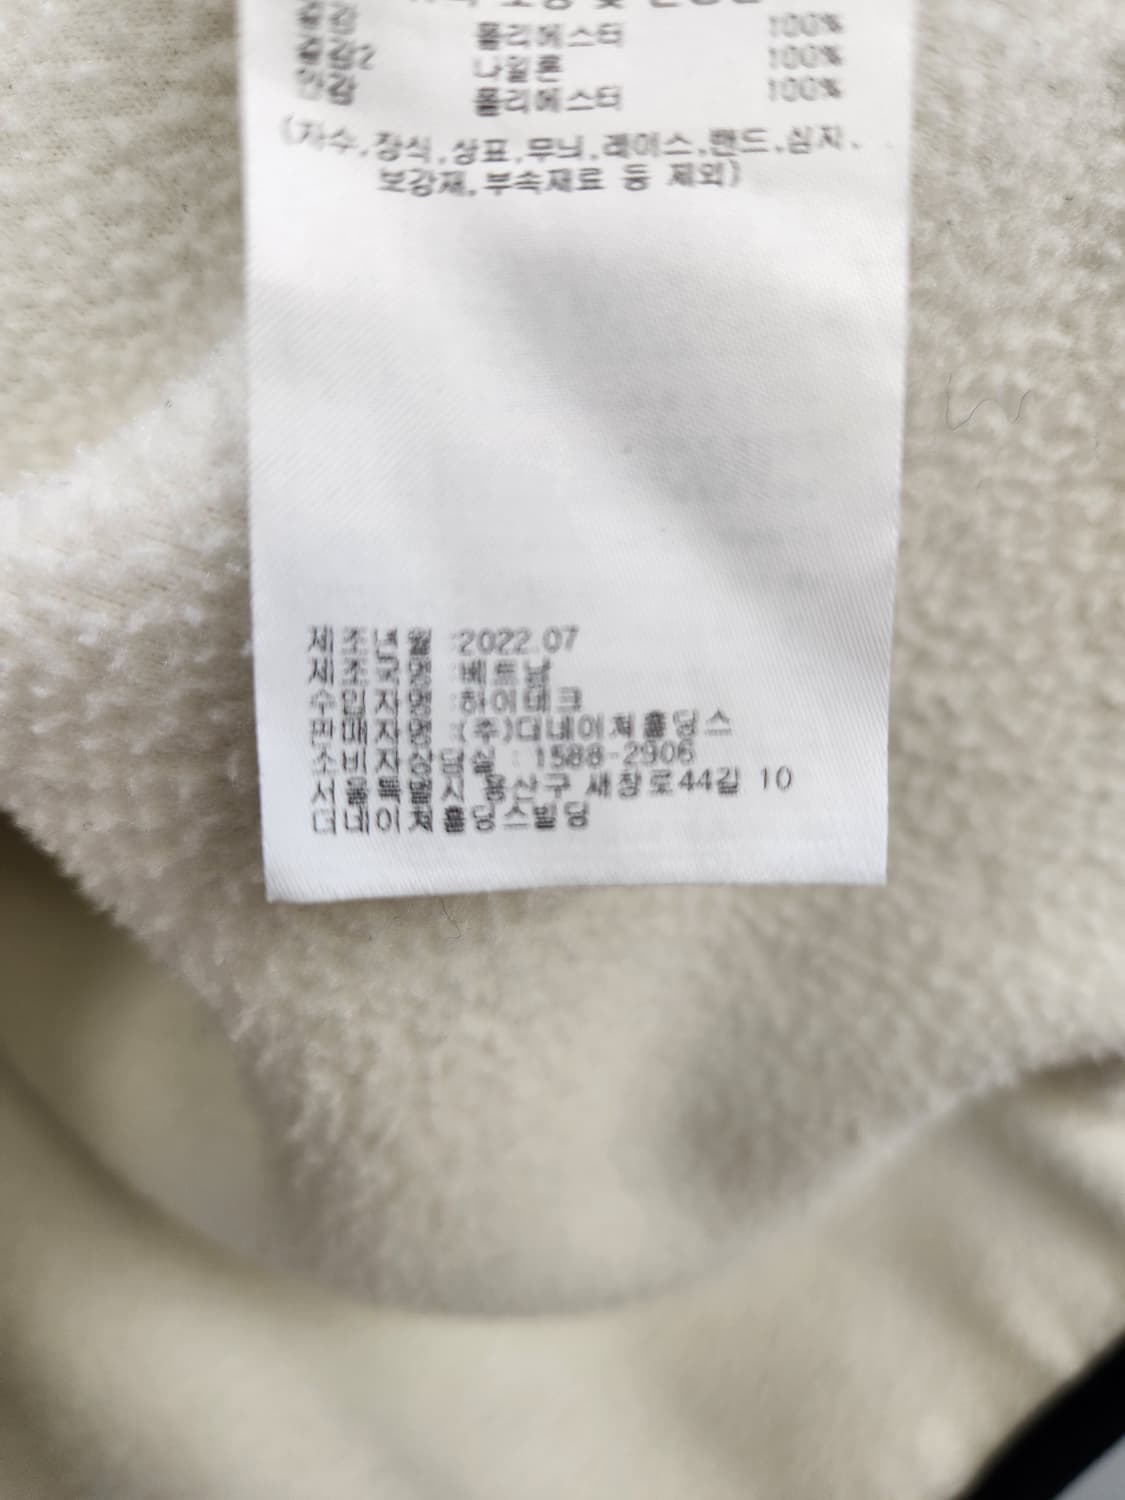 겉감 폴리에스터 100%
겉감2 나일론 100%
안감 폴리에스터 100%
(자수,장식,상표,무늬,레이스,밴드,심지,
보강재,부속재료 등 제외)
제조년월 :2022.07
제조국명 :베트남
수입자명 :하이테크
판매자명 :(주)더네이쳐홀딩스
소비자상담실 : 1588-2906
서울특별시 용산구 새창로44길 10
더네이쳐홀딩스빌딩